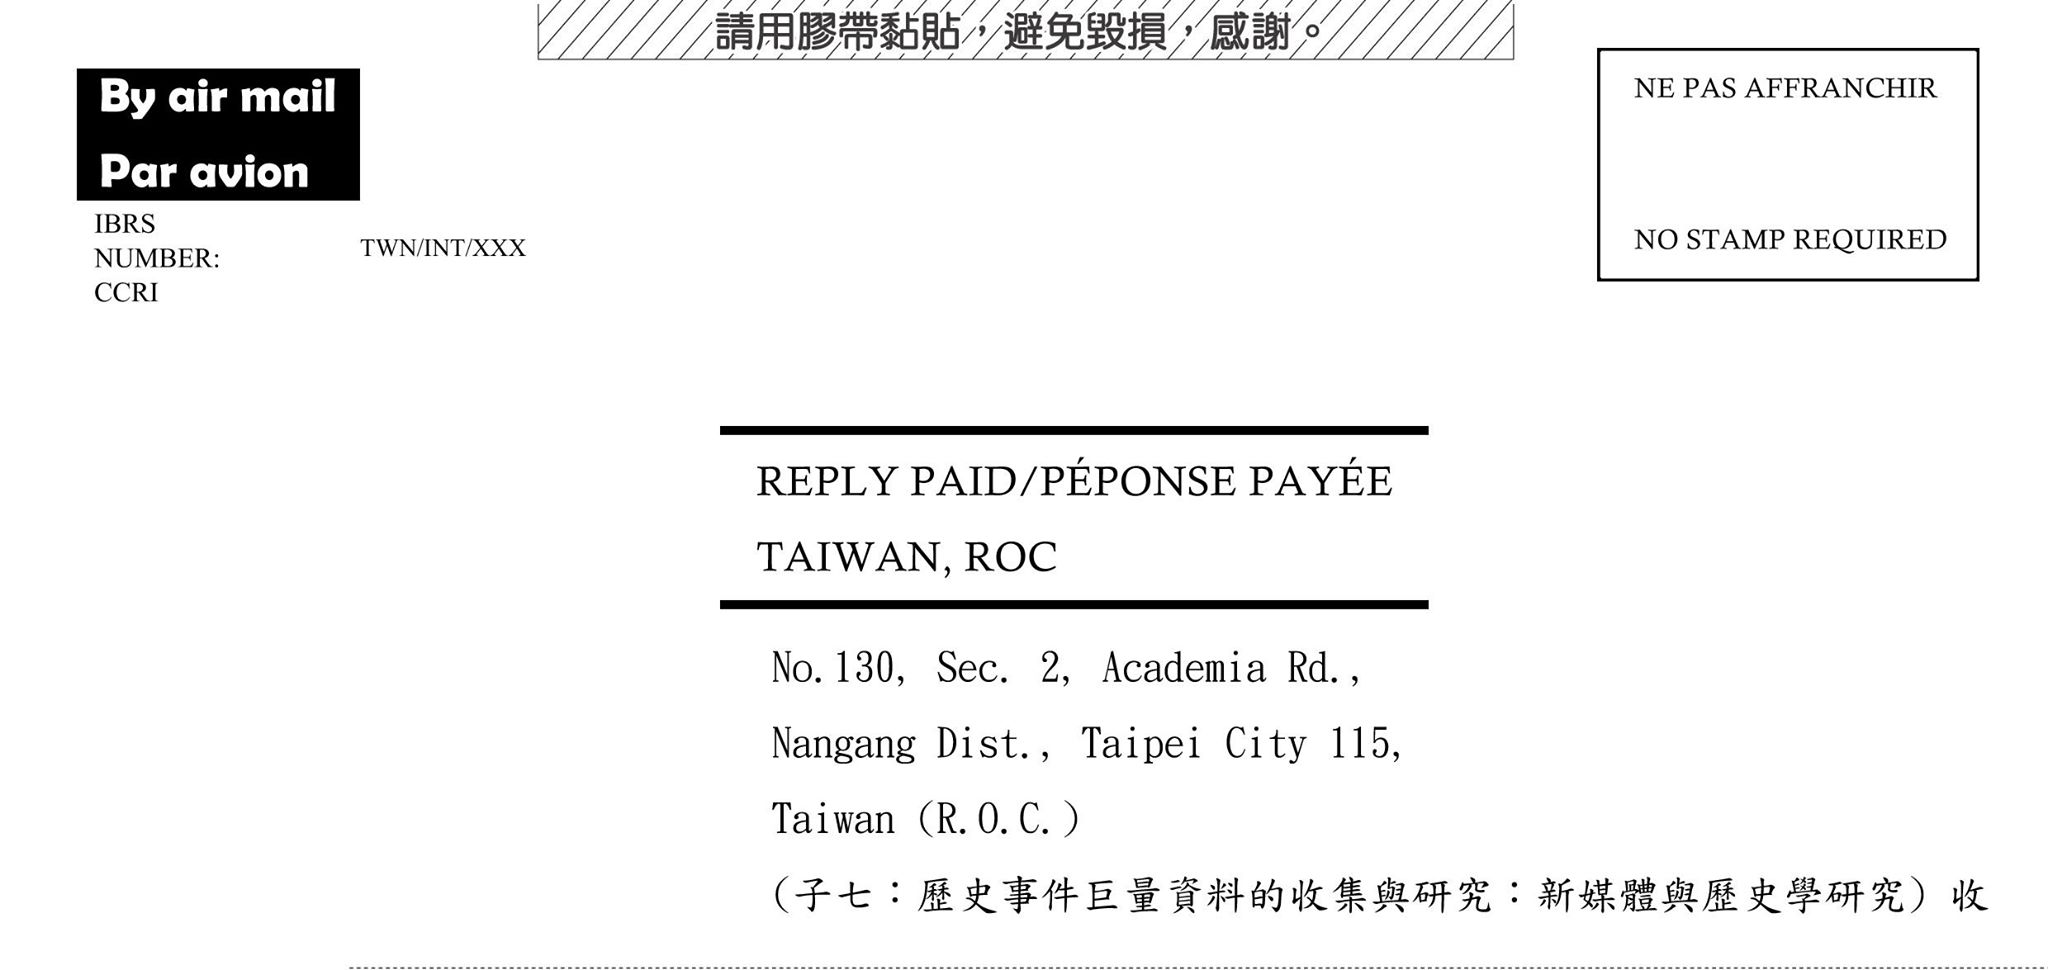 請用膠帶黏貼，避免毀損，感謝。
By air mail
Par avion
IBRS
NUMBER:
CCRI
TWN/INT/XXX
NE PAS AFFRANCHIR
NO STAMP REQUIRED
REPLY PAID/PÉPONSE PAYÉE
TAIWAN, ROC
No.130, Sec. 2, Academia Rd.,
Nangang Dist., Taipei City 115,
Taiwan (R.O.C.)
(子七：歷史事件巨量資料的收集與研究：新媒體與歷史學研究) 收